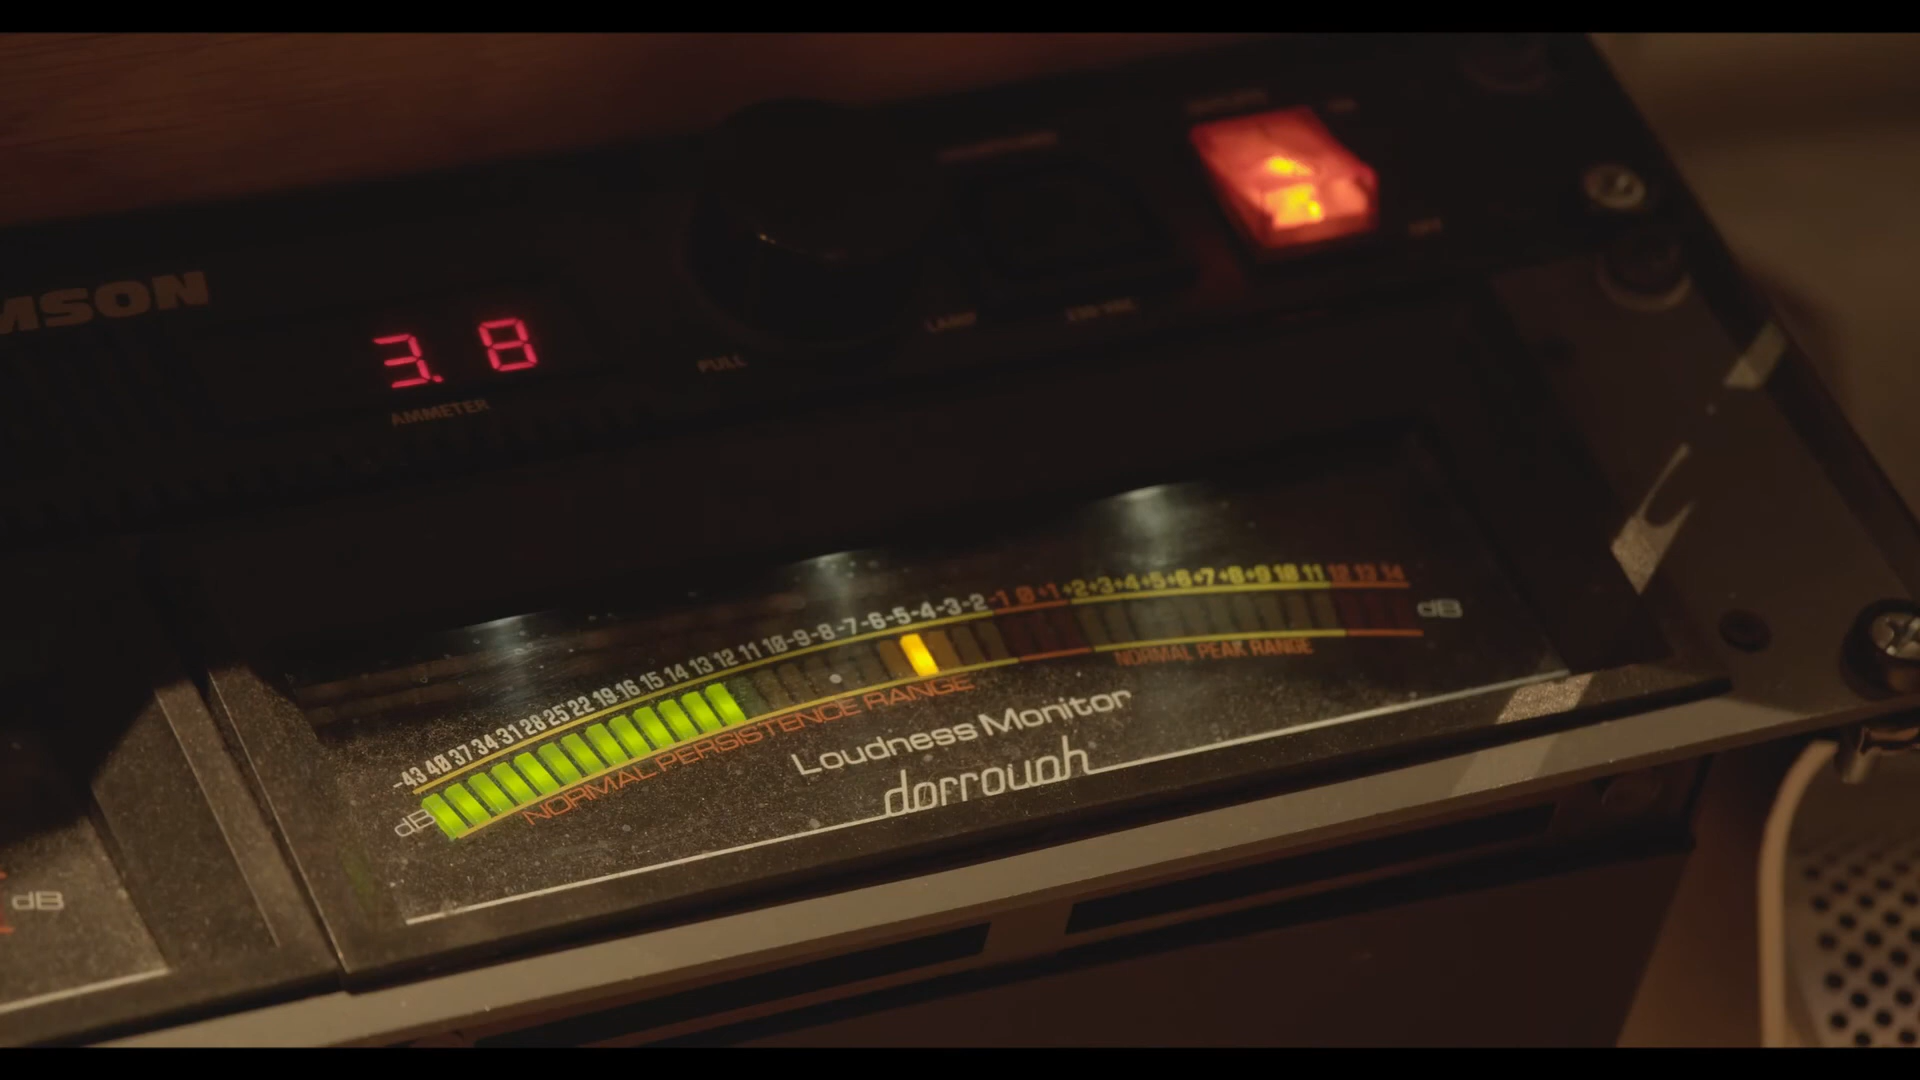 MSON
3. 8
AMMETER
PULL
LAMP
-43 40 37 34 31 28 25 22 19 16 15 14 13 12 11 10 -9 -8 -7 -6 -5 -4 -3 -2 -1 0 +1 +2 +3 +4 +5 +6 +7 +8 +9 10 11 12 13 14
dB
dB
NORMAL PERSISTENCE RANGE
NORMAL PEAK RANGE
Loudness Monitor
dorrough
dB